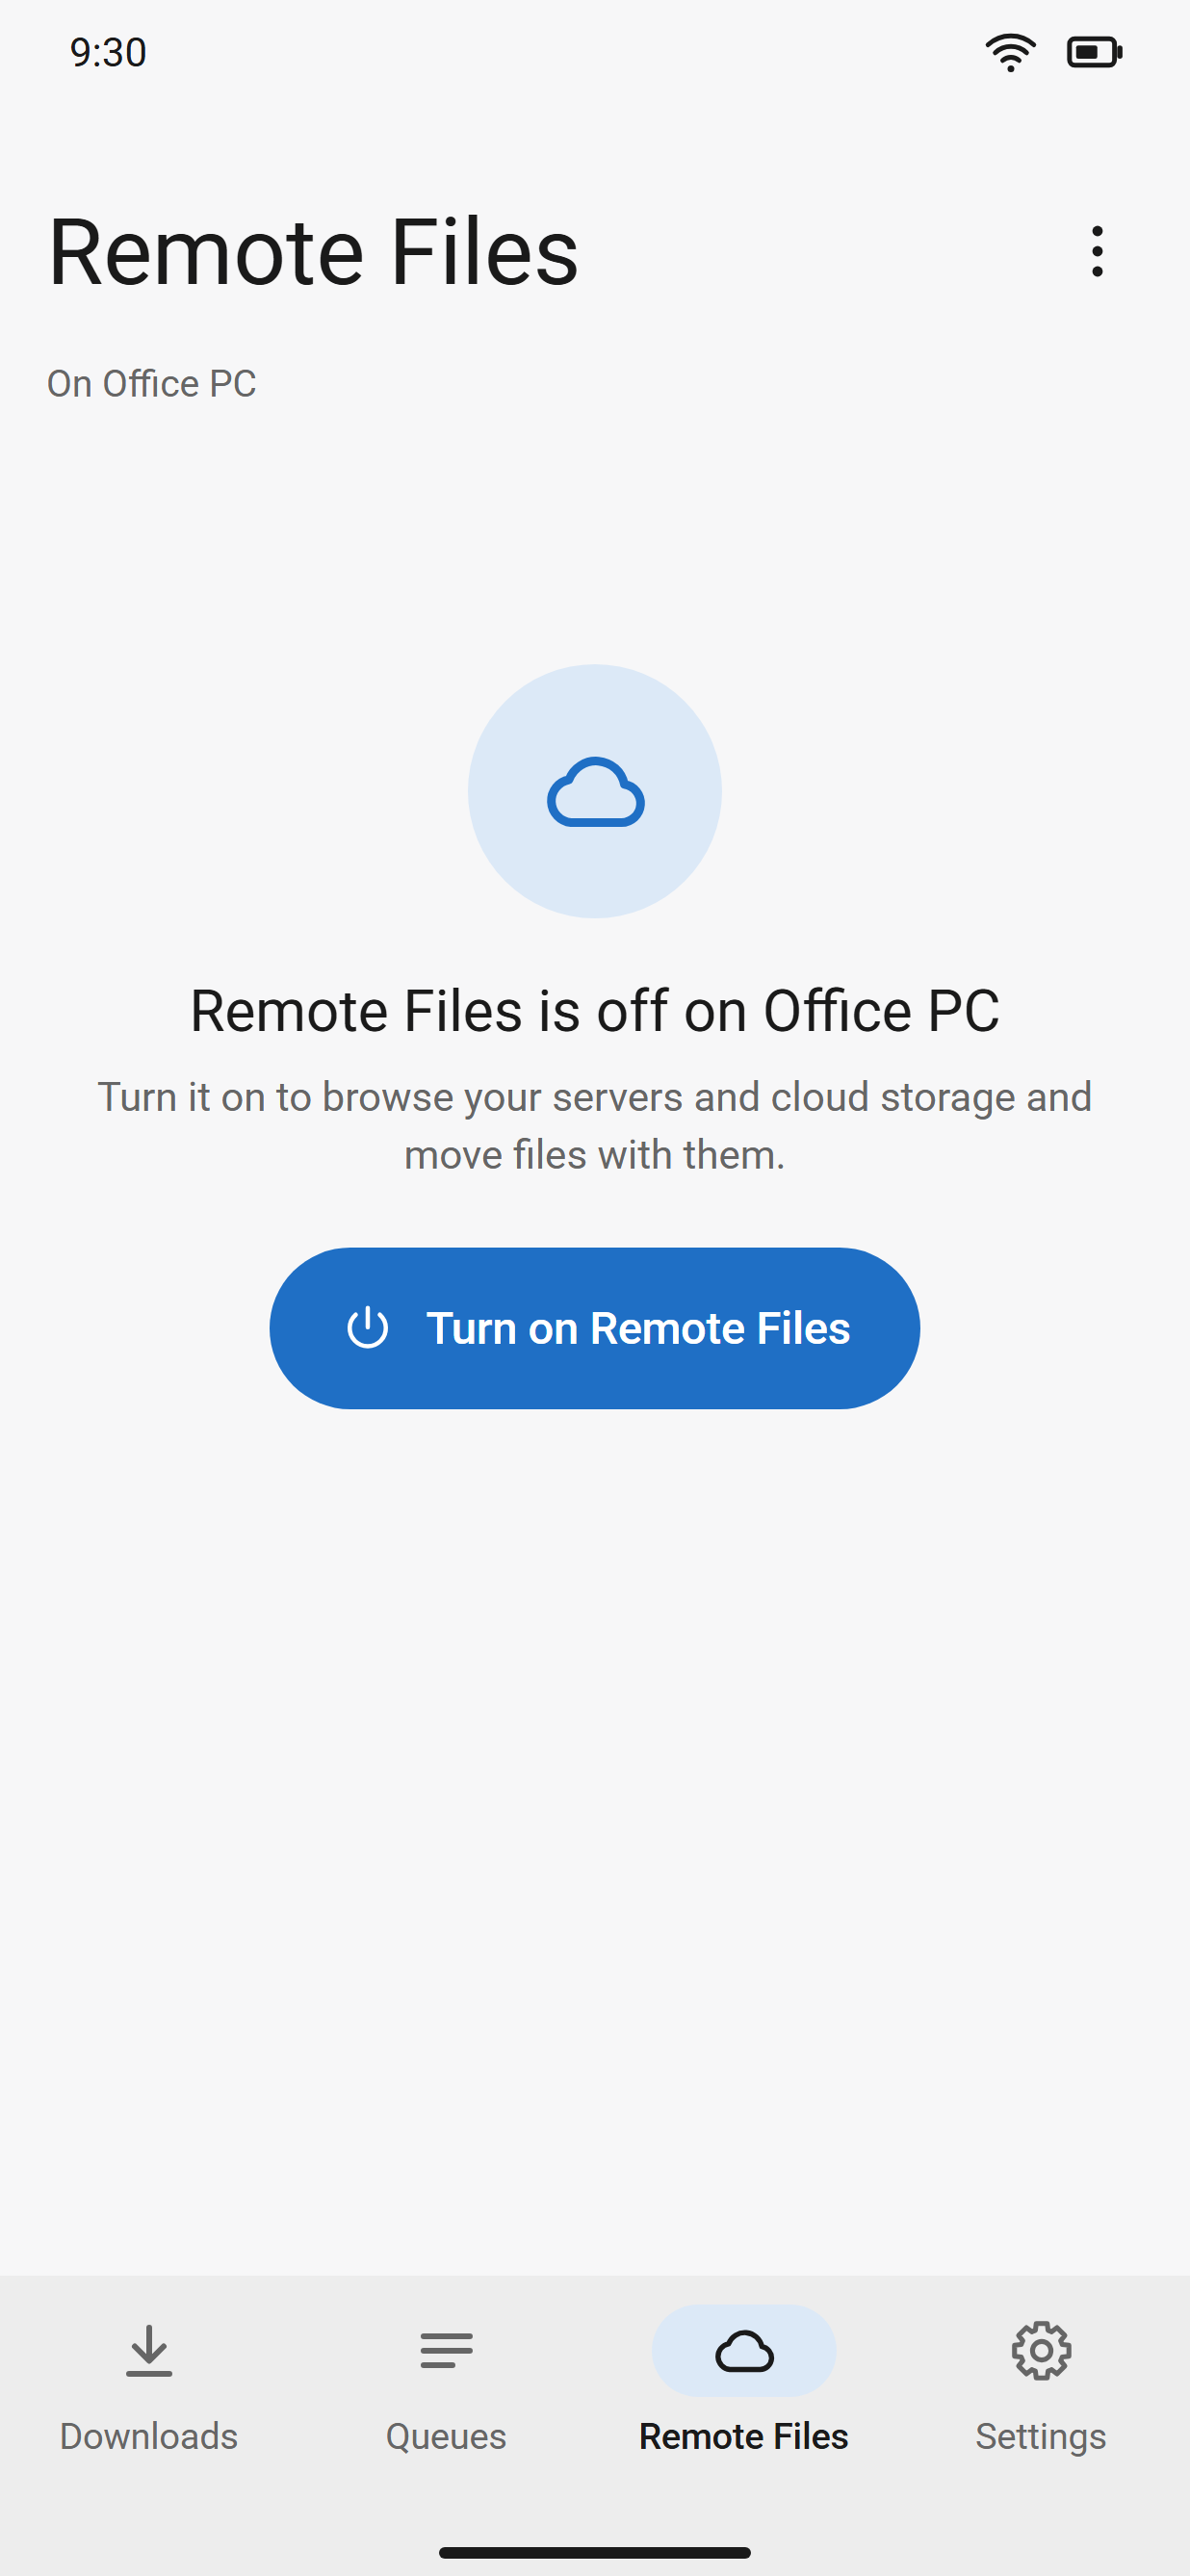 9:30
Remote Files
On Office PC
Remote Files is off on Office PC
Turn it on to browse your servers and cloud storage and
move files with them.
Turn on Remote Files
Downloads
Queues
Remote Files
Settings